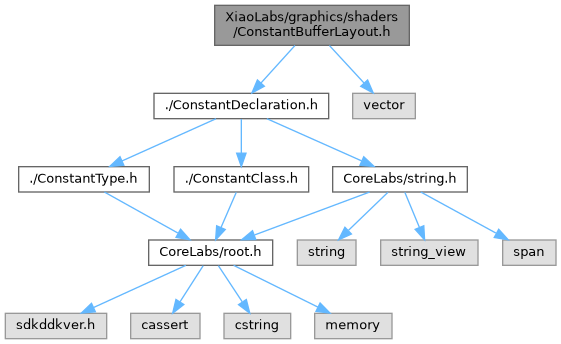 XiaoLabs/graphics/shaders
/ConstantBufferLayout.h
./ConstantDeclaration.h
vector
./ConstantType.h
./ConstantClass.h
CoreLabs/string.h
CoreLabs/root.h
string
string_view
span
sdkddkver.h
cassert
cstring
memory